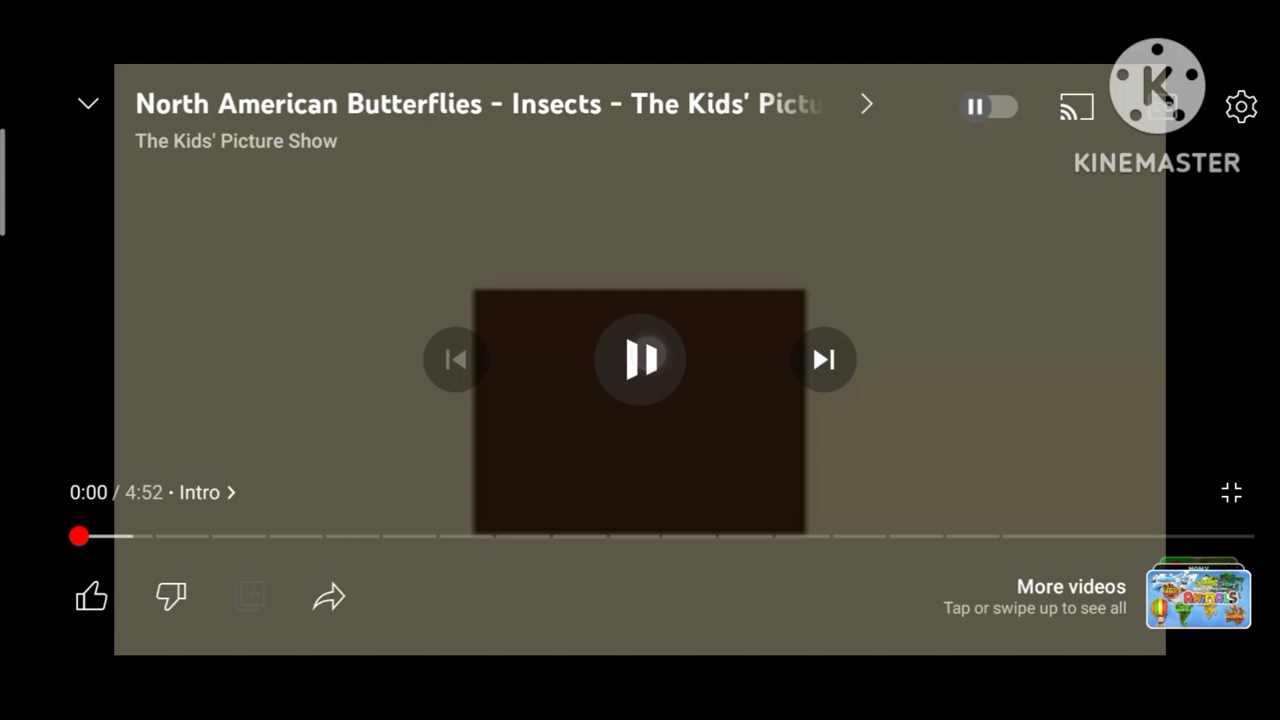 North American Butterflies - Insects - The Kids' Pictu
The Kids' Picture Show
K
KINEMASTER
0:00 / 4:52 • Intro
More videos
Tap or swipe up to see all
ANIMALS